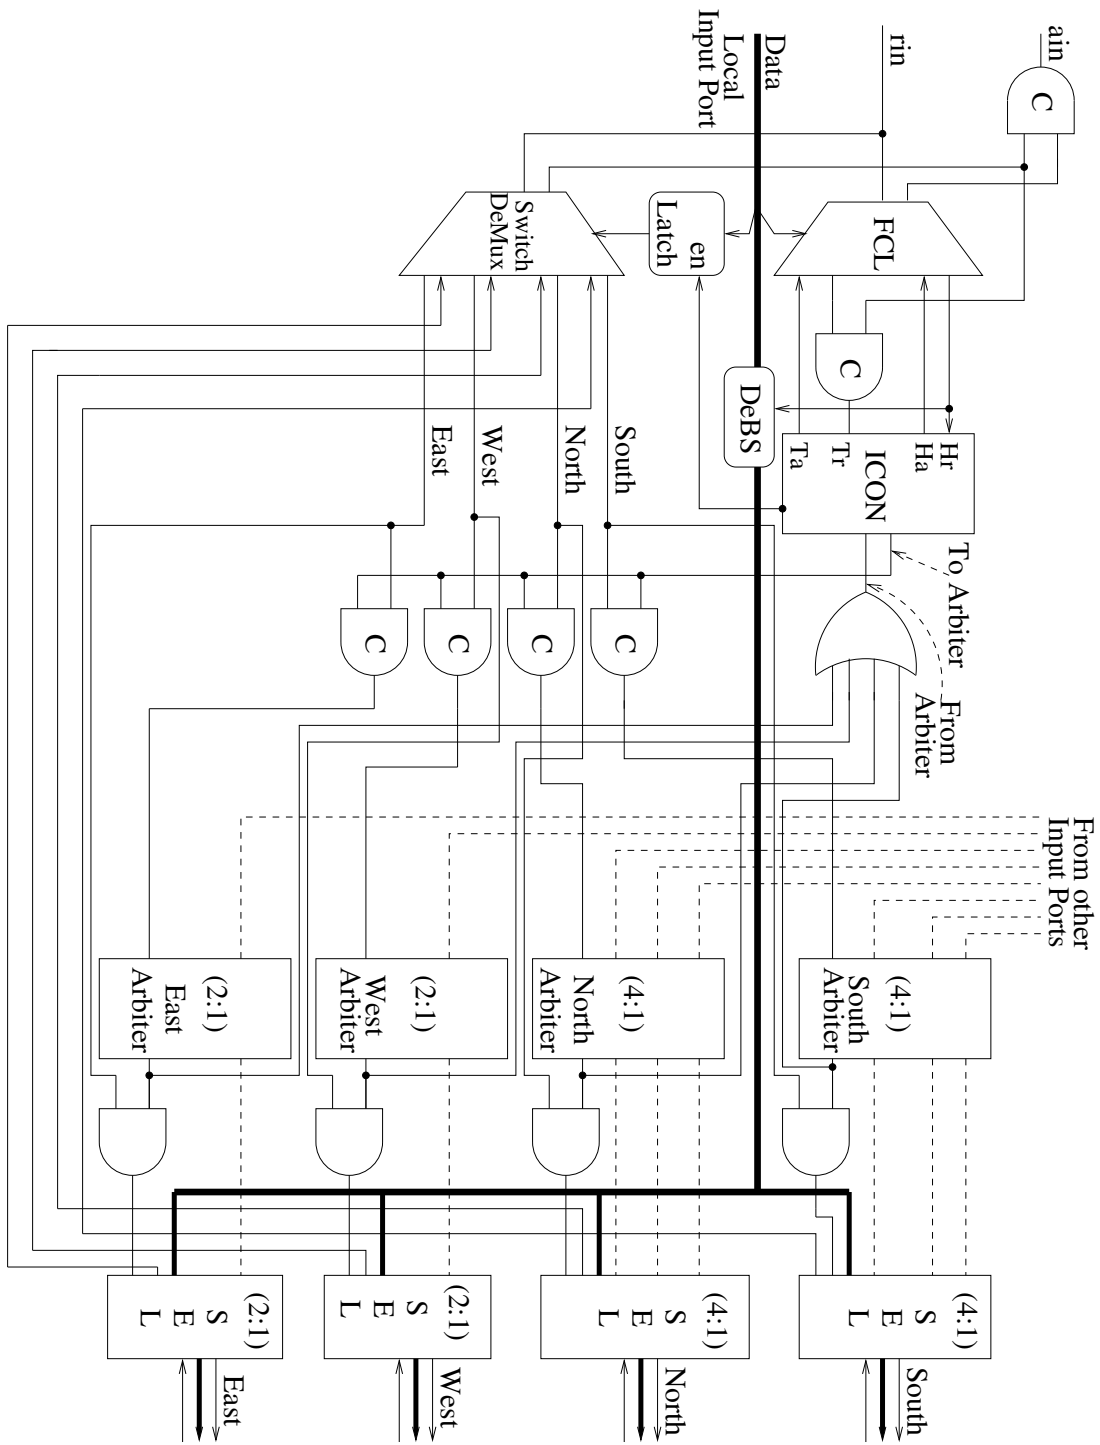 ain
C
rin
Data
Local
Input Port
FCL
en
Latch
Switch
DeMux
C
DeBS
Hr
Ha
ICON
Tr
Ta
South
North
West
East
To Arbiter
From
Arbiter
C
C
C
C
From other
Input Ports
(4:1)
South
Arbiter
(4:1)
North
Arbiter
(2:1)
West
Arbiter
(2:1)
East
Arbiter
(4:1)
S
E
L
(4:1)
S
E
L
(2:1)
S
E
L
(2:1)
S
E
L
South
North
West
East